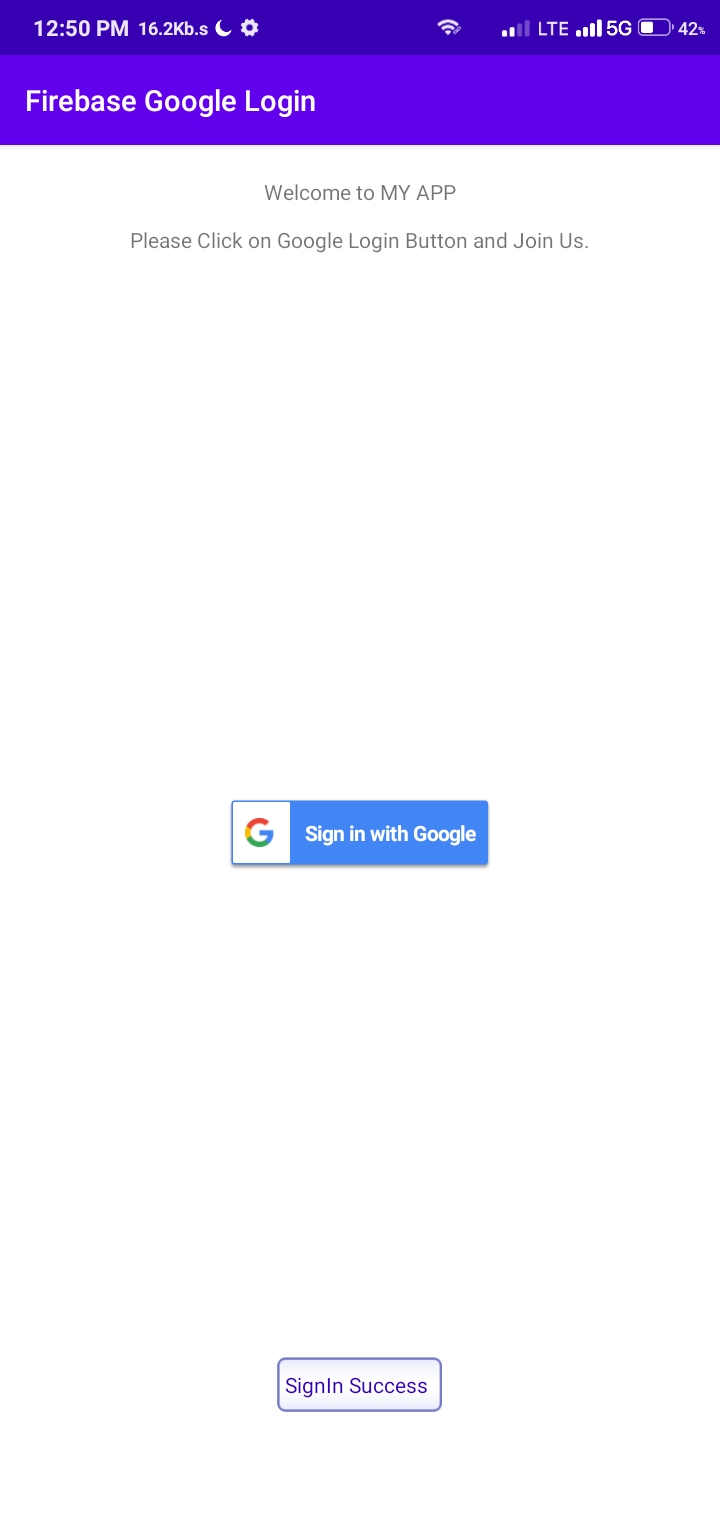 12:50 PM 16.2Kb.s LTE 5G 42%
Firebase Google Login
Welcome to MY APP
Please Click on Google Login Button and Join Us.
Sign in with Google
SignIn Success